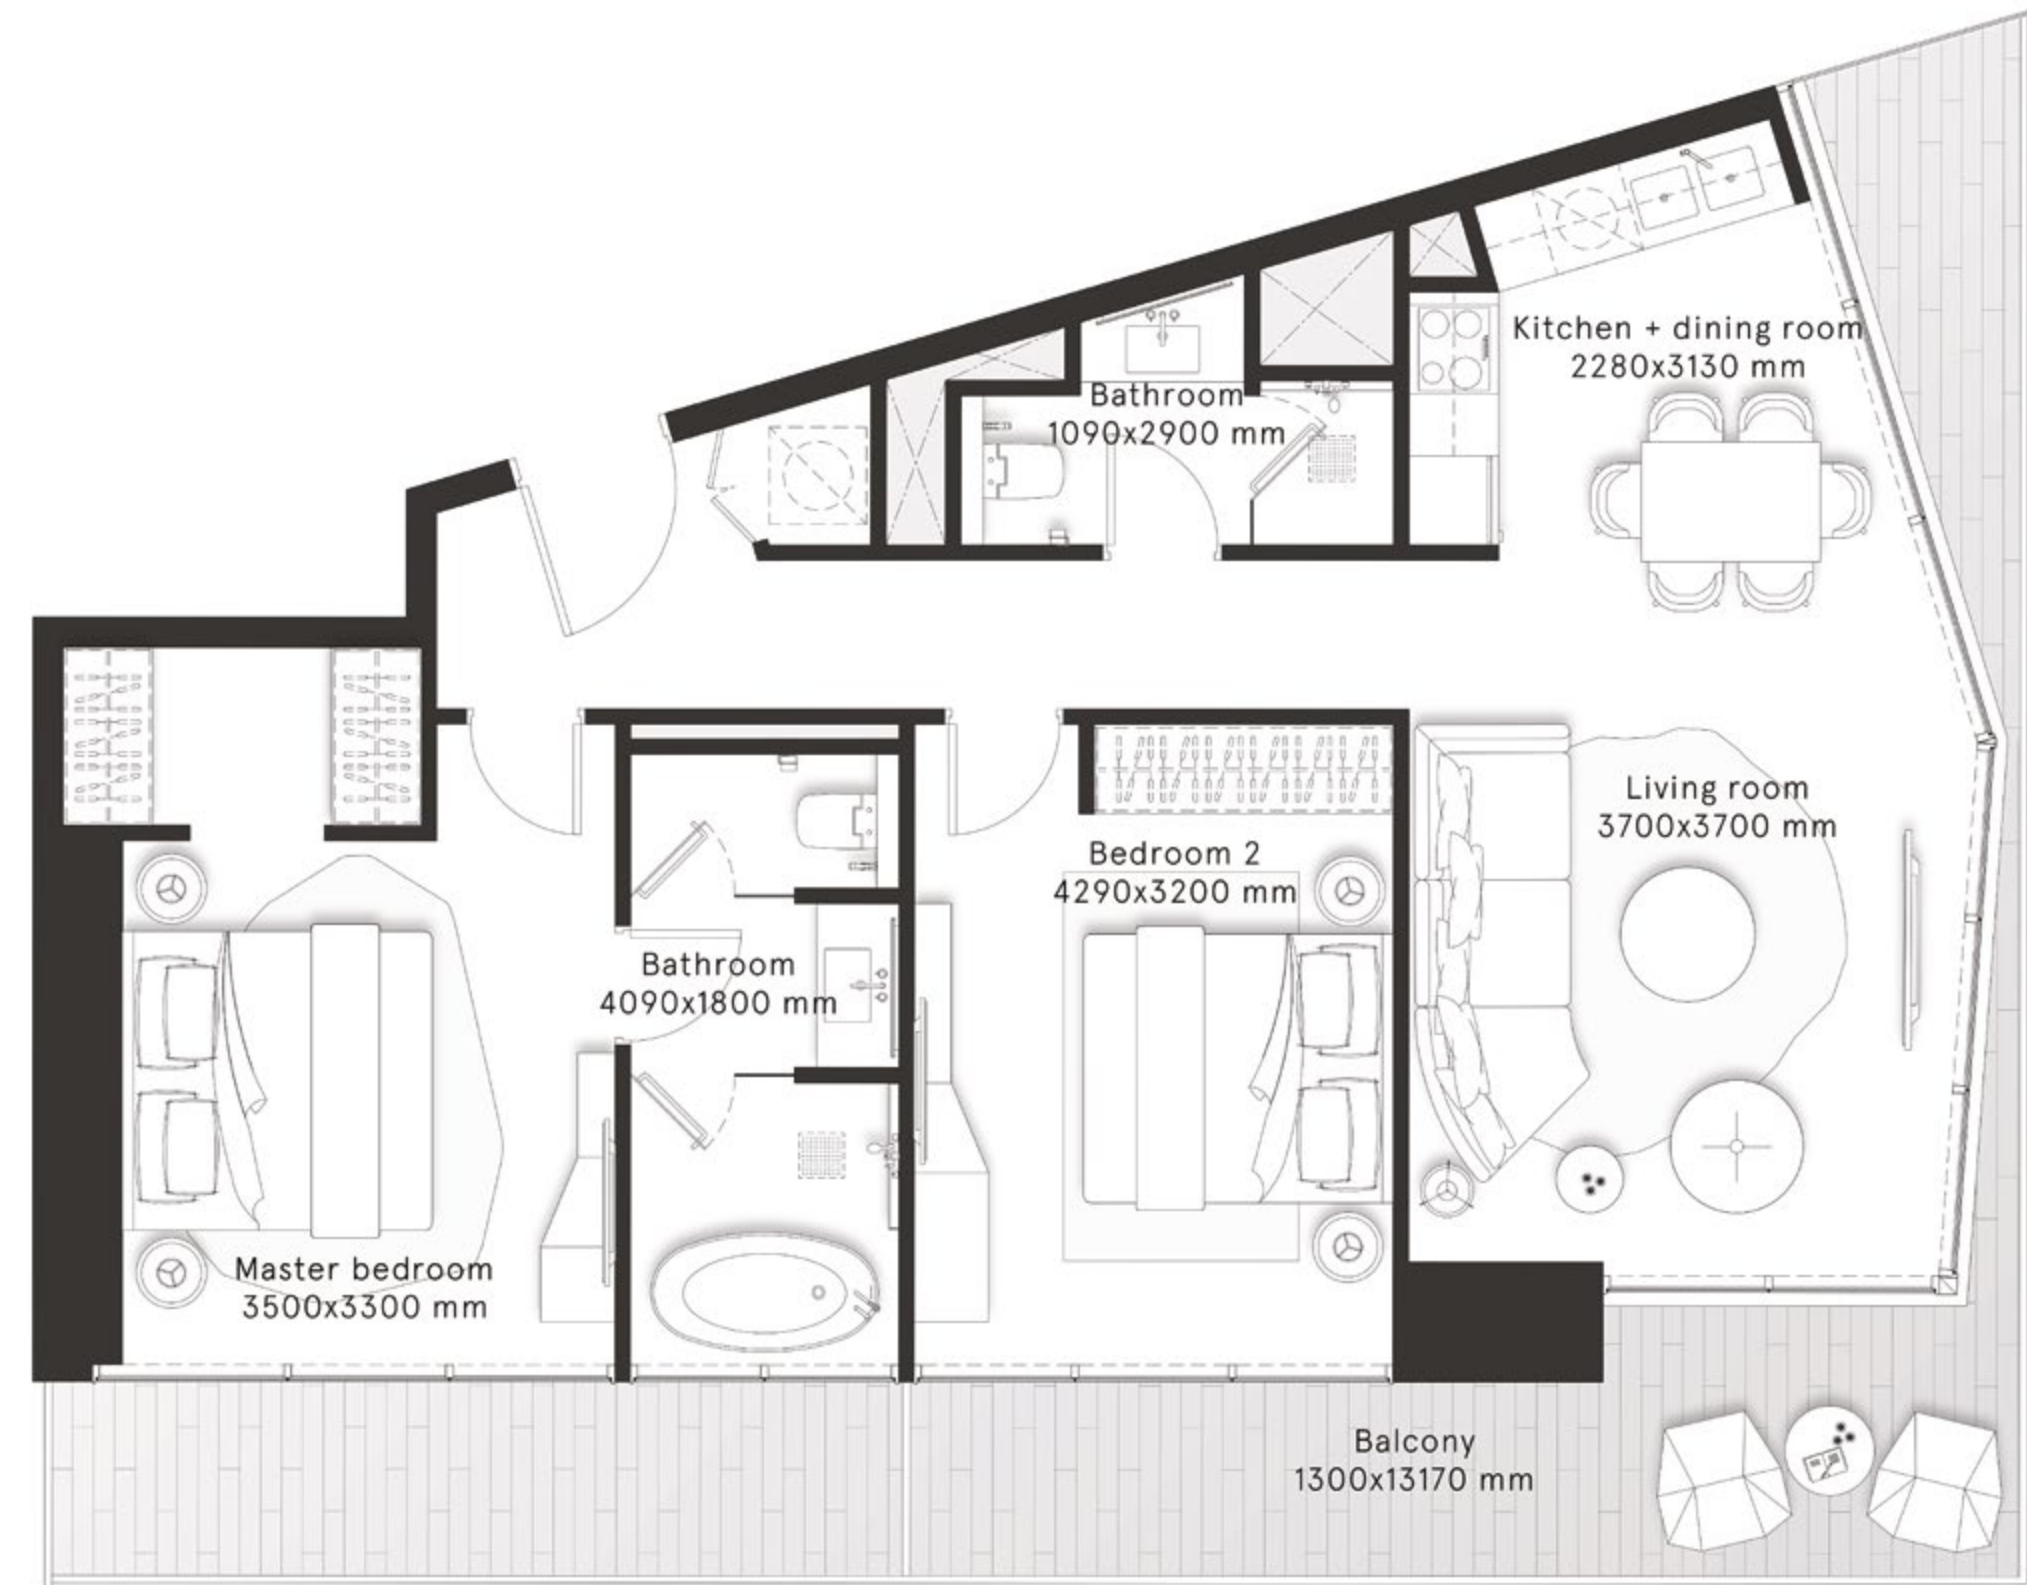 Kitchen + dining room
2280x3130 mm
Bathroom
1090x2900 mm
Living room
3700x3700 mm
Bedroom 2
4290x3200 mm
Bathroom
4090x1800 mm
Master bedroom
3500x3300 mm
Balcony
1300x13170 mm